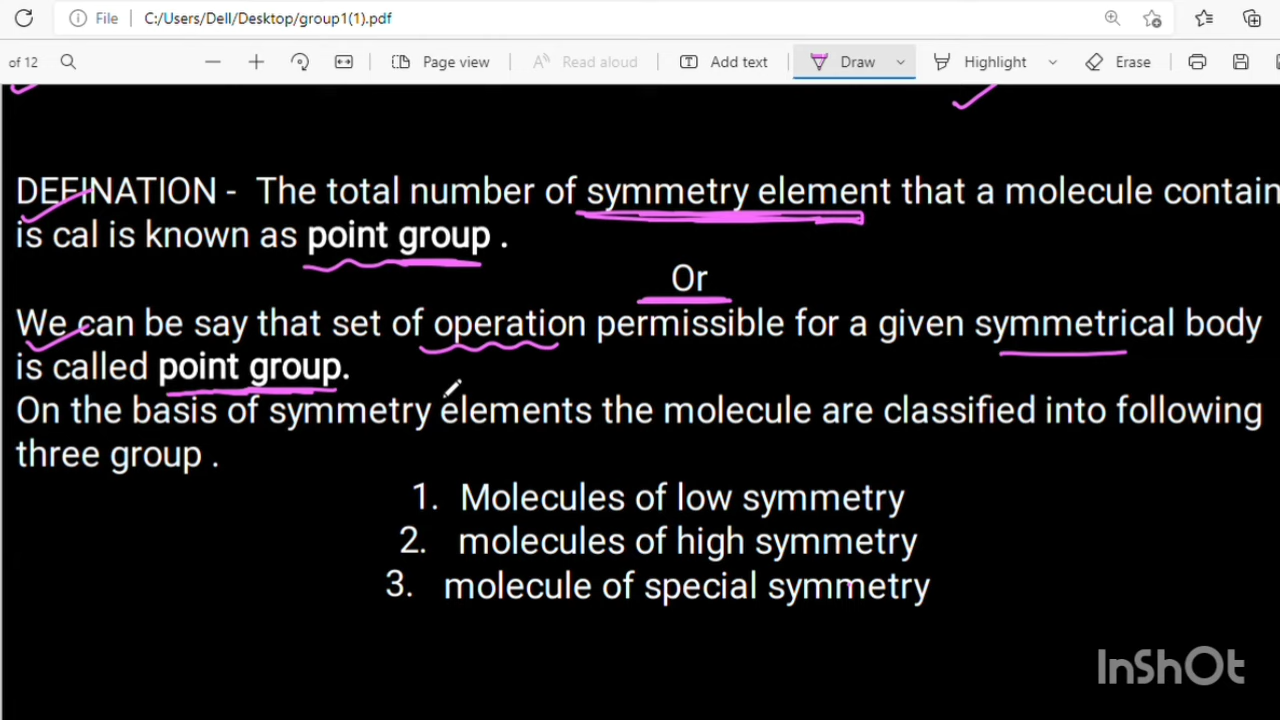 File C:/Users/Dell/Desktop/group1(1).pdf
of 12 Page view Read aloud Add text Draw Highlight Erase
DEFINATION - The total number of symmetry element that a molecule contain
is cal is known as point group .
Or
We can be say that set of operation permissible for a given symmetrical body
is called point group.
On the basis of symmetry elements the molecule are classified into following
three group .
1. Molecules of low symmetry
2. molecules of high symmetry
3. molecule of special symmetry
InShOt